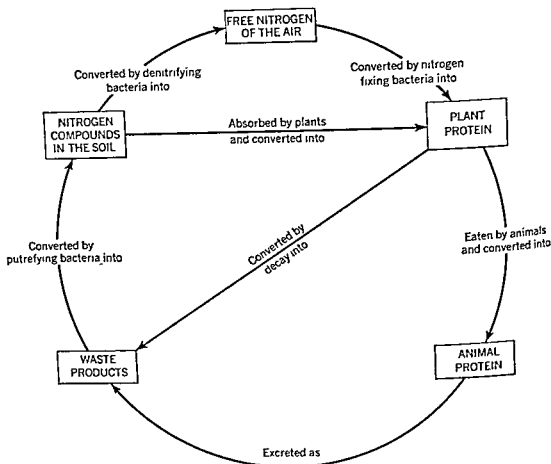 FREE NITROGEN
OF THE AIR
Converted by denitrifying
bacteria into
Converted by nitrogen
fixing bacteria into
NITROGEN
COMPOUNDS
IN THE SOIL
Absorbed by plants
and converted into
PLANT
PROTEIN
Converted by
putrefying bacteria into
Converted by
decay into
Eaten by animals
and converted into
WASTE
PRODUCTS
ANIMAL
PROTEIN
Excreted as